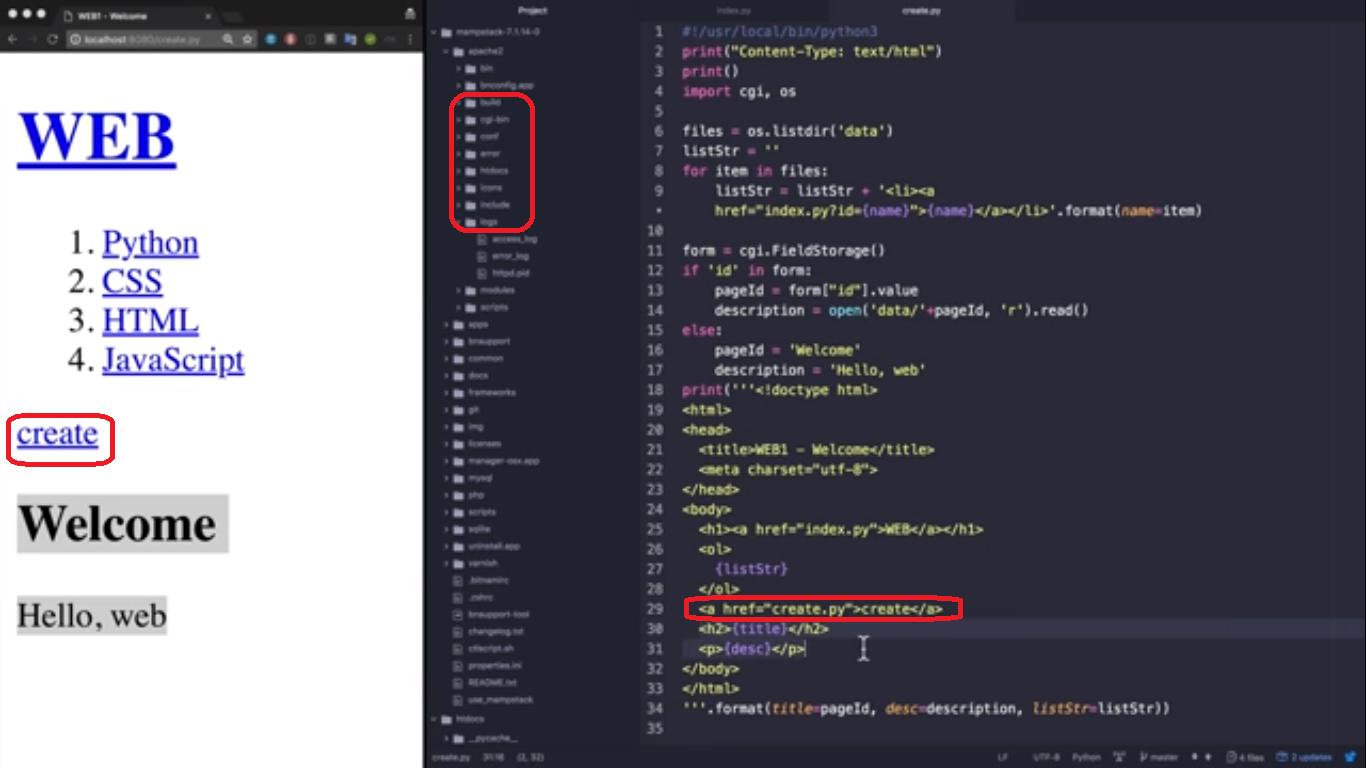 WEB1 - Welcome
localhost:8080/create.py
WEB
1. Python
2. CSS
3. HTML
4. JavaScript
create
Welcome
Hello, web
Project
mampstack-7.1.14-0
apache2
bin
bnconfig.app
build
cgi-bin
conf
error
htdocs
icons
include
logs
access_log
error_log
httpd.pid
modules
scripts
apps
bnsupport
common
docs
frameworks
git
img
licenses
manager-osx.app
mysql
php
scripts
sqlite
uninstall.app
varnish
.bitnamirc
.zshrc
bnsupport-tool
changelog.txt
ctlscript.sh
properties.ini
README.txt
use_mampstack
htdocs
__pycache__
index.py
create.py
1 #!/usr/local/bin/python3
2 print("Content-Type: text/html")
3 print()
4 import cgi, os
5
6 files = os.listdir('data')
7 listStr = ''
8 for item in files:
9 listStr = listStr + '<li><a
• href="index.py?id={name}">{name}</a></li>'.format(name=item)
10
11 form = cgi.FieldStorage()
12 if 'id' in form:
13 pageId = form["id"].value
14 description = open('data/'+pageId, 'r').read()
15 else:
16 pageId = 'Welcome'
17 description = 'Hello, web'
18 print('''<!doctype html>
19 <html>
20 <head>
21 <title>WEB1 - Welcome</title>
22 <meta charset="utf-8">
23 </head>
24 <body>
25 <h1><a href="index.py">WEB</a></h1>
26 <ol>
27 {listStr}
28 </ol>
29 <a href="create.py">create</a>
30 <h2>{title}</h2>
31 <p>{desc}</p>
32 </body>
33 </html>
34 '''.format(title=pageId, desc=description, listStr=listStr))
35
create.py 31:16 (2, 32) LF UTF-8 Python master 4 files 2 updates